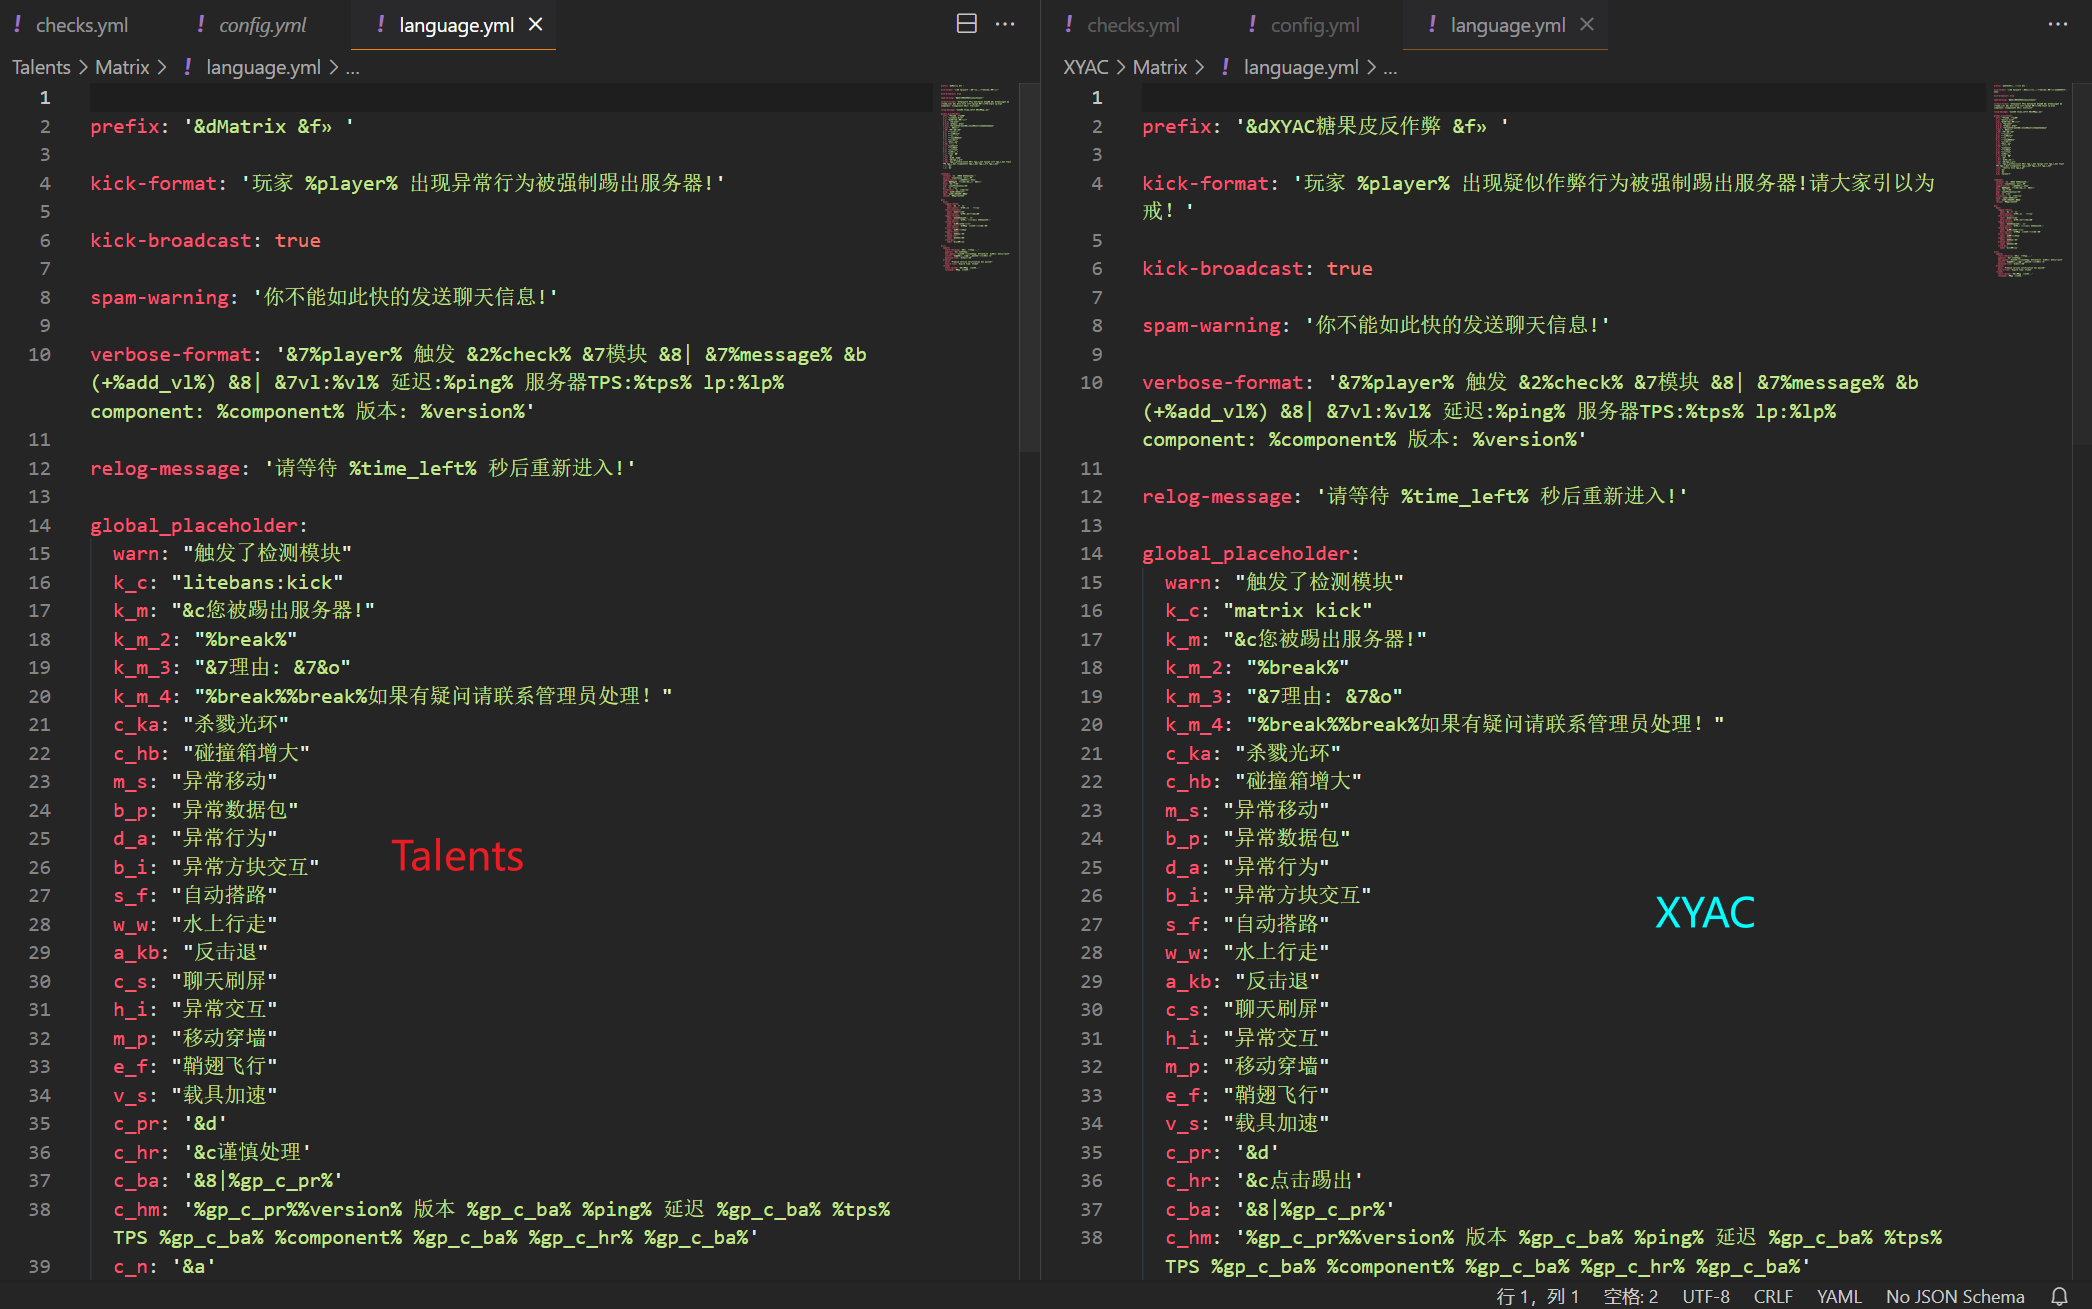 ! checks.yml ! config.yml ! language.yml
Talents > Matrix > ! language.yml > ...
1
2 prefix: '&dMatrix &f» '
3
4 kick-format: '玩家 %player% 出现异常行为被强制踢出服务器!'
5
6 kick-broadcast: true
7
8 spam-warning: '你不能如此快的发送聊天信息!'
9
10 verbose-format: '&7%player% 触发 &2%check% &7模块 &8| &7%message% &b
(+%add_vl%) &8| &7vl:%vl% 延迟:%ping% 服务器TPS:%tps% lp:%lp%
component: %component% 版本: %version%'
11
12 relog-message: '请等待 %time_left% 秒后重新进入!'
13
14 global_placeholder:
15 warn: "触发了检测模块"
16 k_c: "litebans:kick"
17 k_m: "&c您被踢出服务器!"
18 k_m_2: "%break%"
19 k_m_3: "&7理由: &7&o"
20 k_m_4: "%break%%break%如果有疑问请联系管理员处理! "
21 c_ka: "杀戮光环"
22 c_hb: "碰撞箱增大"
23 m_s: "异常移动"
24 b_p: "异常数据包"
25 d_a: "异常行为"
26 b_i: "异常方块交互"
27 s_f: "自动搭路"
28 w_w: "水上行走"
29 a_kb: "反击退"
30 c_s: "聊天刷屏"
31 h_i: "异常交互"
32 m_p: "移动穿墙"
33 e_f: "鞘翅飞行"
34 v_s: "载具加速"
35 c_pr: '&d'
36 c_hr: '&c谨慎处理'
37 c_ba: '&8|%gp_c_pr%'
38 c_hm: '%gp_c_pr%%version% 版本 %gp_c_ba% %ping% 延迟 %gp_c_ba% %tps%
TPS %gp_c_ba% %component% %gp_c_ba% %gp_c_hr% %gp_c_ba%'
39 c_n: '&a'
Talents
! checks.yml ! config.yml ! language.yml
XYAC > Matrix > ! language.yml > ...
1
2 prefix: '&dXYAC糖果皮反作弊 &f» '
3
4 kick-format: '玩家 %player% 出现疑似作弊行为被强制踢出服务器!请大家引以为
戒! '
5
6 kick-broadcast: true
7
8 spam-warning: '你不能如此快的发送聊天信息!'
9
10 verbose-format: '&7%player% 触发 &2%check% &7模块 &8| &7%message% &b
(+%add_vl%) &8| &7vl:%vl% 延迟:%ping% 服务器TPS:%tps% lp:%lp%
component: %component% 版本: %version%'
11
12 relog-message: '请等待 %time_left% 秒后重新进入!'
13
14 global_placeholder:
15 warn: "触发了检测模块"
16 k_c: "matrix kick"
17 k_m: "&c您被踢出服务器!"
18 k_m_2: "%break%"
19 k_m_3: "&7理由: &7&o"
20 k_m_4: "%break%%break%如果有疑问请联系管理员处理! "
21 c_ka: "杀戮光环"
22 c_hb: "碰撞箱增大"
23 m_s: "异常移动"
24 b_p: "异常数据包"
25 d_a: "异常行为"
26 b_i: "异常方块交互"
27 s_f: "自动搭路"
28 w_w: "水上行走"
29 a_kb: "反击退"
30 c_s: "聊天刷屏"
31 h_i: "异常交互"
32 m_p: "移动穿墙"
33 e_f: "鞘翅飞行"
34 v_s: "载具加速"
35 c_pr: '&d'
36 c_hr: '&c点击踢出'
37 c_ba: '&8|%gp_c_pr%'
38 c_hm: '%gp_c_pr%%version% 版本 %gp_c_ba% %ping% 延迟 %gp_c_ba% %tps%
TPS %gp_c_ba% %component% %gp_c_ba% %gp_c_hr% %gp_c_ba%'
XYAC
行 1, 列 1 空格: 2 UTF-8 CRLF YAML No JSON Schema